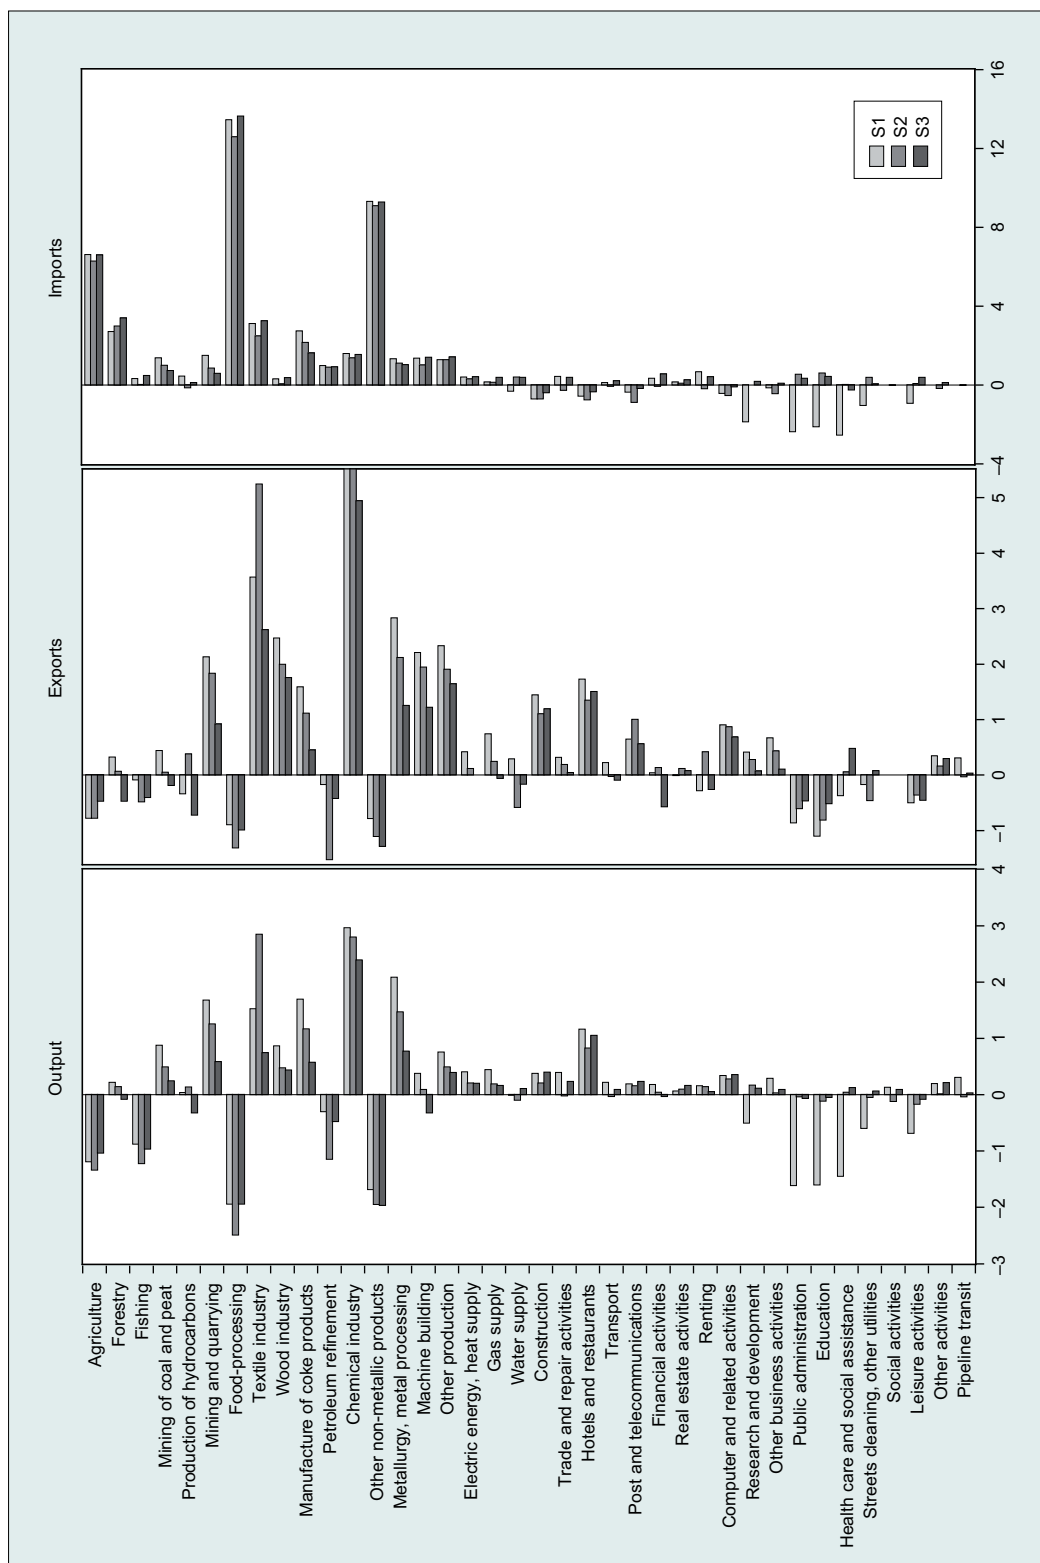 Output
Exports
Imports
S1
S2
S3
Agriculture
Forestry
Fishing
Mining of coal and peat
Production of hydrocarbons
Mining and quarrying
Food-processing
Textile industry
Wood industry
Manufacture of coke products
Petroleum refinement
Chemical industry
Other non-metallic products
Metallurgy, metal processing
Machine building
Other production
Electric energy, heat supply
Gas supply
Water supply
Construction
Trade and repair activities
Hotels and restaurants
Transport
Post and telecommunications
Financial activities
Real estate activities
Renting
Computer and related activities
Research and development
Other business activities
Public administration
Education
Health care and social assistance
Streets cleaning, other utilities
Social activities
Leisure activities
Other activities
Pipeline transit
–3 –2 –1 0 1 2 3 4
–1 0 1 2 3 4 5
–4 0 4 8 12 16